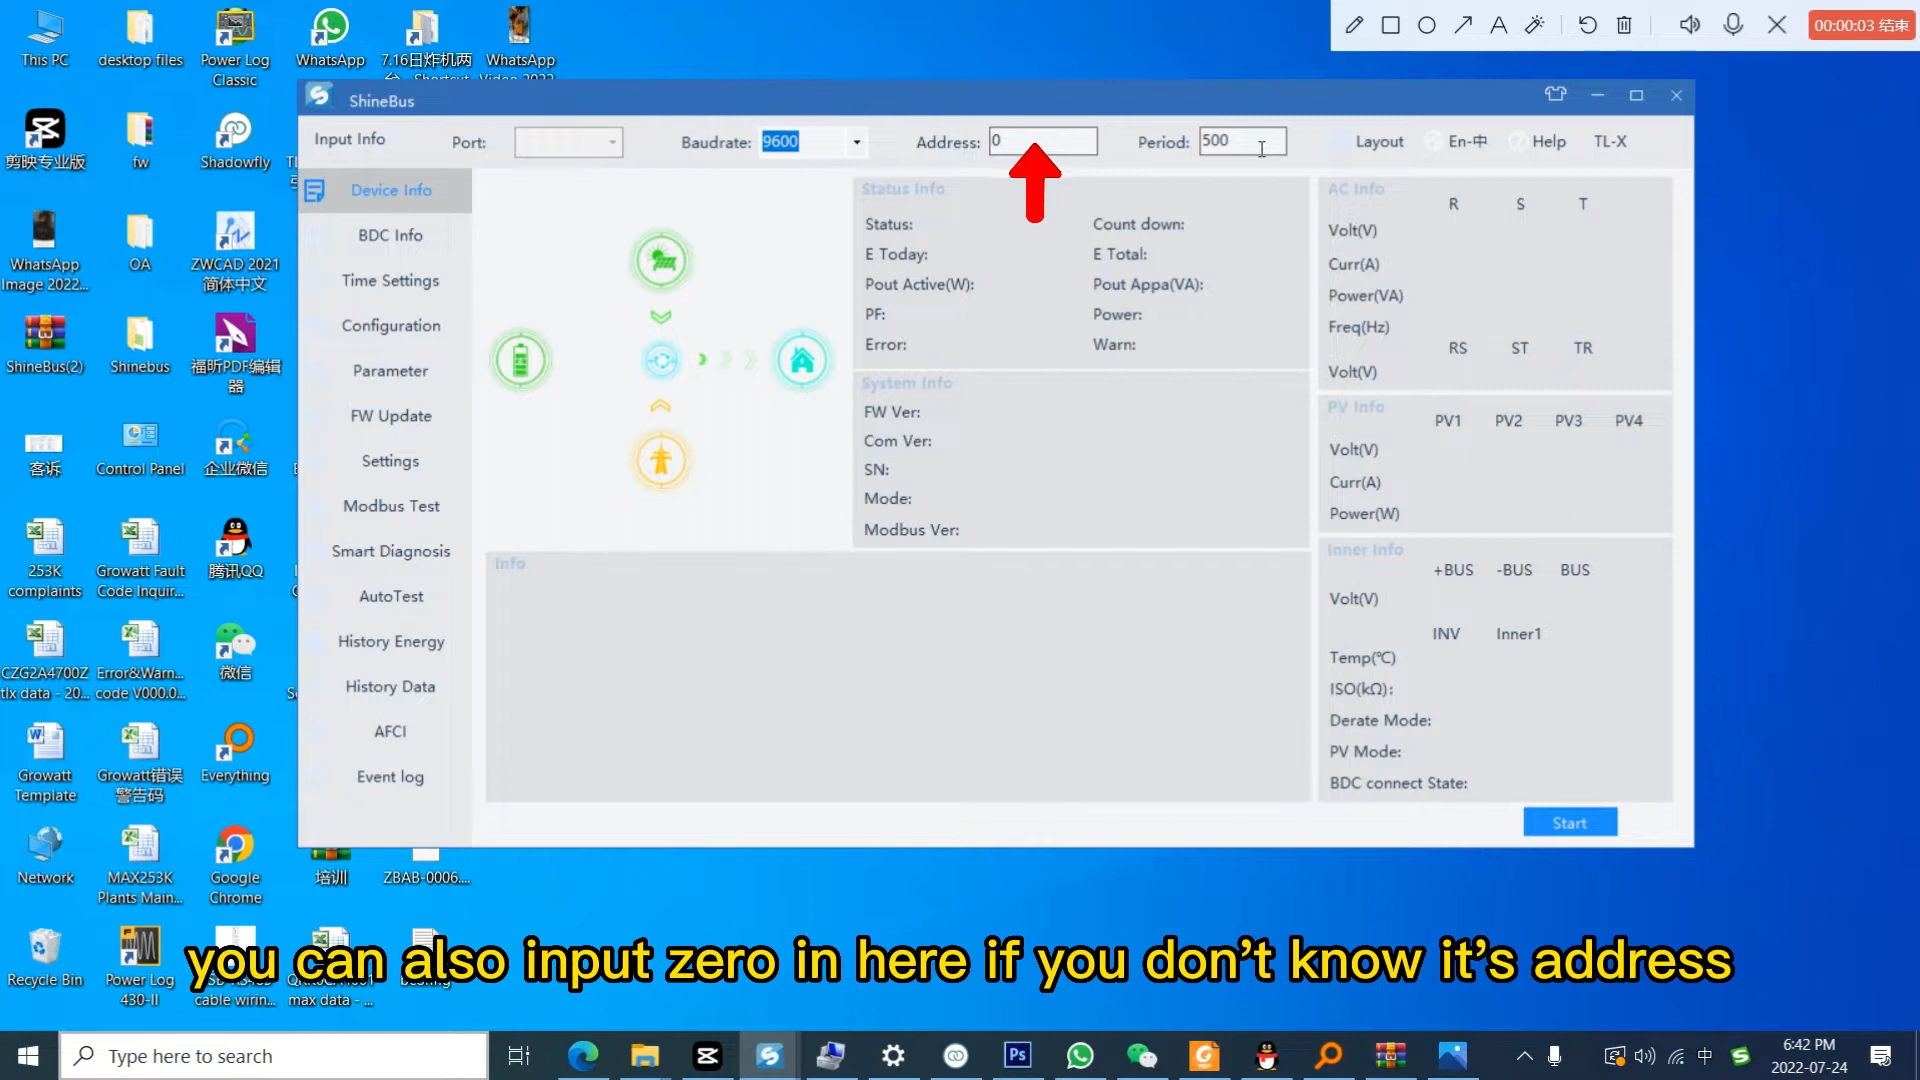 This PC
desktop files
Power Log
Classic
WhatsApp
7.16日炸机两
WhatsApp
00:00:03 结束
ShineBus
Input Info
Port:
Baudrate:
9600
Address:
0
Period:
500
Layout
En-中
Help
TL-X
剪映专业版
fw
Shadowfly
WhatsApp
Image 2022...
OA
ZWCAD 2021
简体中文
ShineBus(2)
Shinebus
福昕PDF编辑
器
客诉
Control Panel
企业微信
253K
complaints
Growatt Fault
Code Inquir...
腾讯QQ
CZG2A4700Z
tlx data - 20...
Error&Warn...
code V000.0...
微信
Growatt
Template
Growatt错误
警告码
Everything
Network
MAX253K
Plants Main...
Google
Chrome
培训
ZBAB-0006....
Recycle Bin
Power Log
430-II
cable wirin...
max data - ...
Device Info
BDC Info
Time Settings
Configuration
Parameter
FW Update
Settings
Modbus Test
Smart Diagnosis
AutoTest
History Energy
History Data
AFCI
Event log
Status Info
Status:
Count down:
E Today:
E Total:
Pout Active(W):
Pout Appa(VA):
PF:
Power:
Error:
Warn:
System Info
FW Ver:
Com Ver:
SN:
Mode:
Modbus Ver:
Info
AC Info
R S T
Volt(V)
Curr(A)
Power(VA)
Freq(Hz)
RS ST TR
Volt(V)
PV Info
PV1 PV2 PV3 PV4
Volt(V)
Curr(A)
Power(W)
Inner Info
+BUS -BUS BUS
Volt(V)
INV Inner1
Temp(℃)
ISO(kΩ):
Derate Mode:
PV Mode:
BDC connect State:
Start
you can also input zero in here if you don't know it's address
Type here to search
Ps
中
6:42 PM
2022-07-24